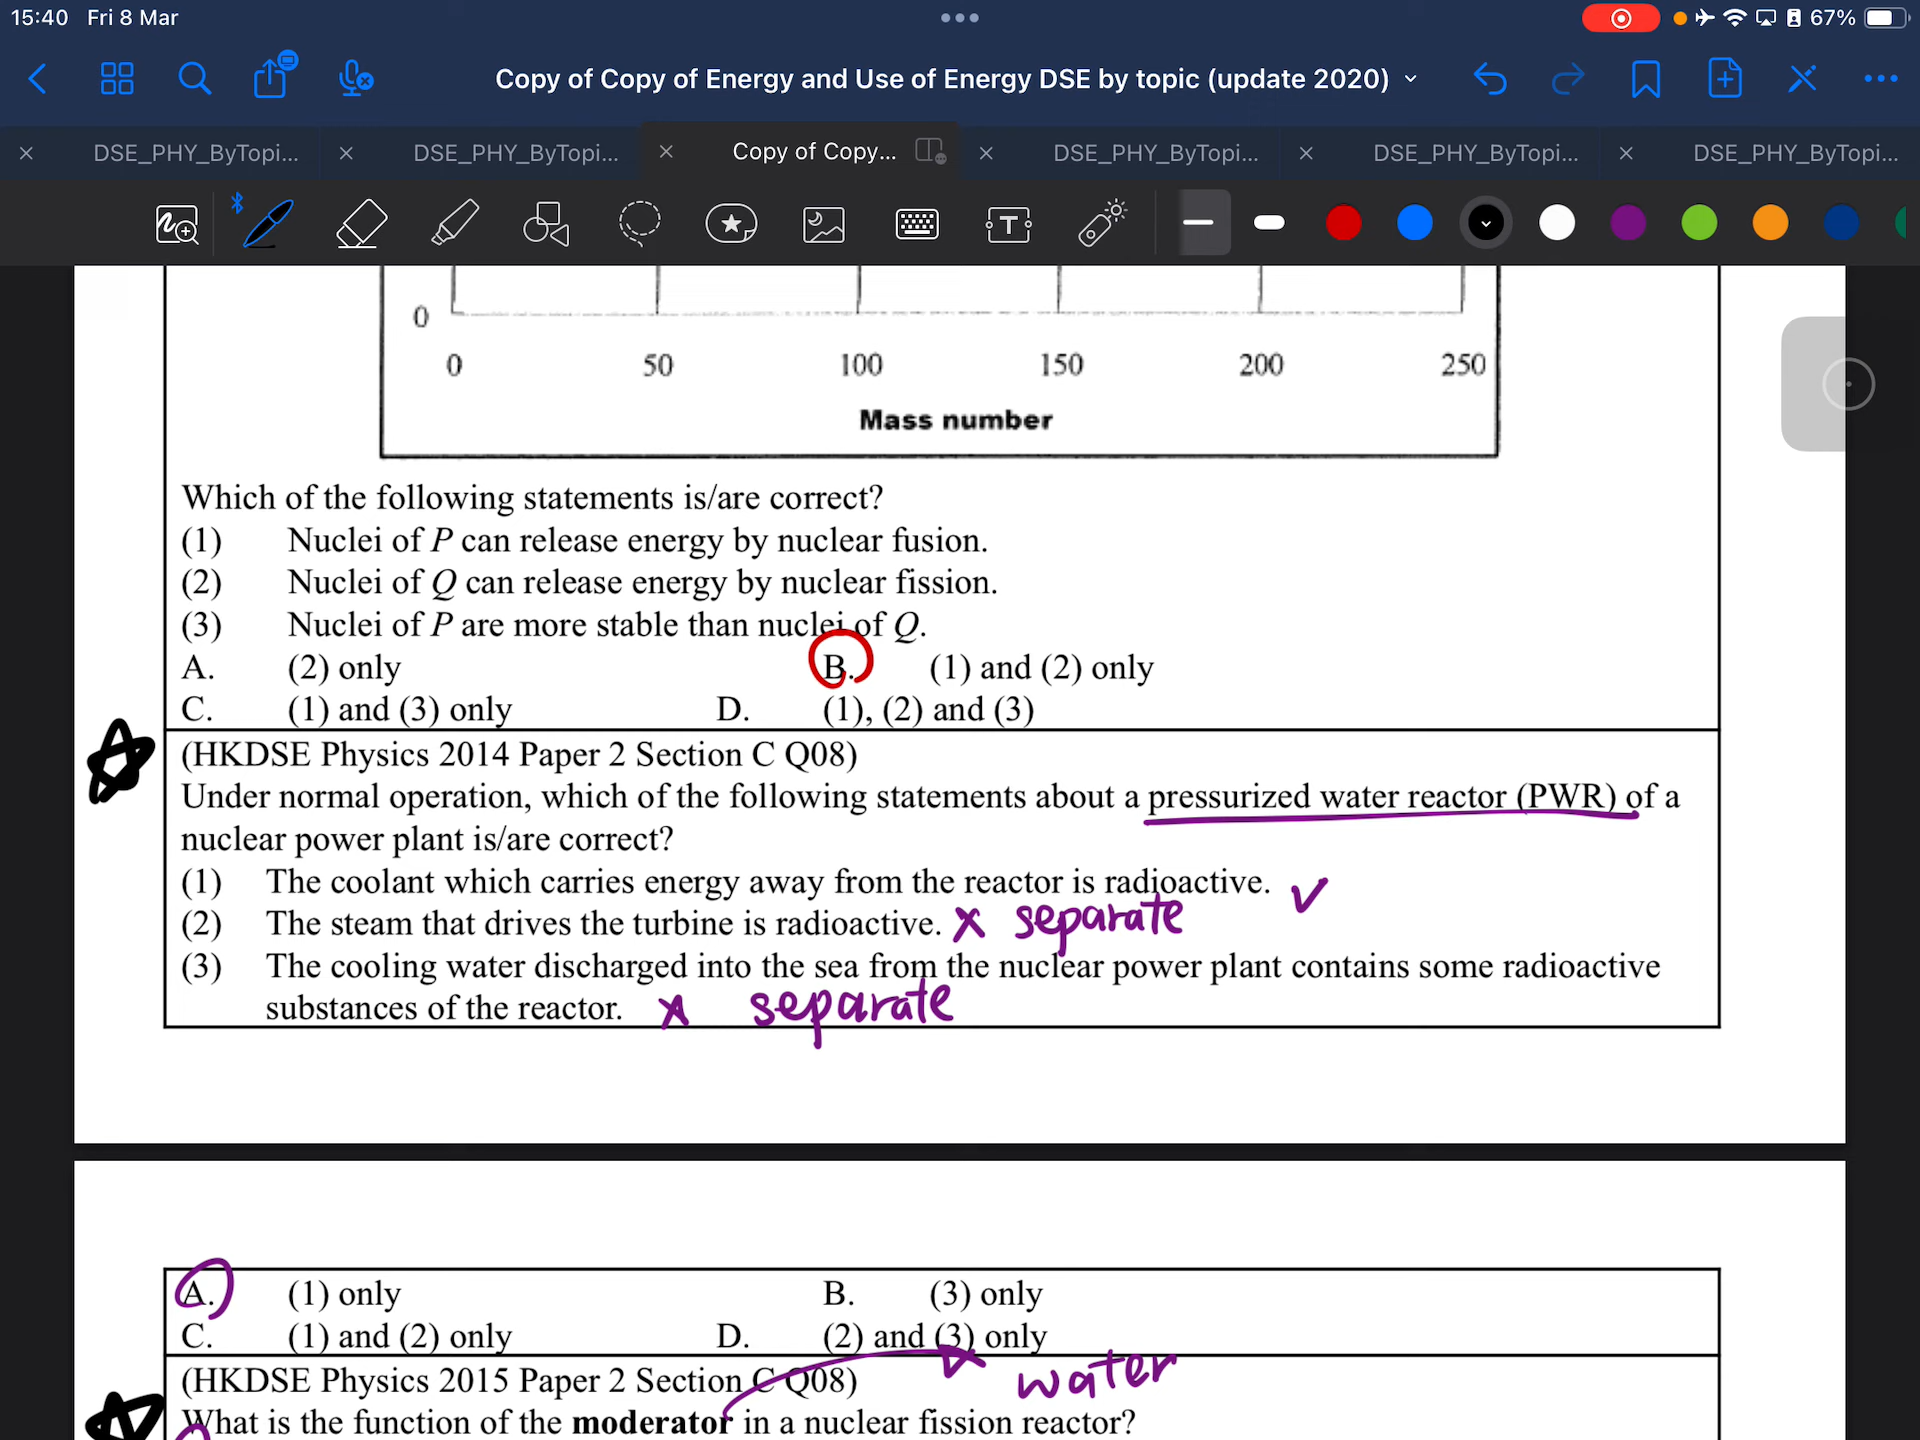 15:40 Fri 8 Mar
67%
Copy of Copy of Energy and Use of Energy DSE by topic (update 2020)
DSE_PHY_ByTopi...
DSE_PHY_ByTopi...
Copy of Copy...
DSE_PHY_ByTopi...
DSE_PHY_ByTopi...
DSE_PHY_ByTopi...
0
0 50 100 150 200 250
Mass number
Which of the following statements is/are correct?
(1) Nuclei of P can release energy by nuclear fusion.
(2) Nuclei of Q can release energy by nuclear fission.
(3) Nuclei of P are more stable than nuclei of Q.
A. (2) only B. (1) and (2) only
C. (1) and (3) only D. (1), (2) and (3)
(HKDSE Physics 2014 Paper 2 Section C Q08)
Under normal operation, which of the following statements about a pressurized water reactor (PWR) of a
nuclear power plant is/are correct?
(1) The coolant which carries energy away from the reactor is radioactive.
(2) The steam that drives the turbine is radioactive. x separate
(3) The cooling water discharged into the sea from the nuclear power plant contains some radioactive
substances of the reactor. x separate
A. (1) only B. (3) only
C. (1) and (2) only D. (2) and (3) only
(HKDSE Physics 2015 Paper 2 Section C Q08) water
What is the function of the moderator in a nuclear fission reactor?